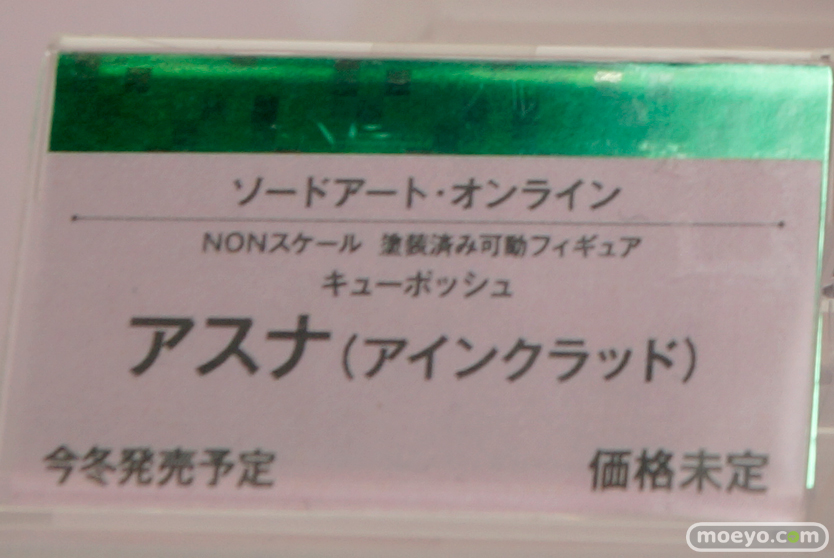 ソードアート・オンライン
NONスケール 塗装済み可動フィギュア
キューポッシュ
アスナ(アインクラッド)
今冬発売予定 価格未定
moeyo.com